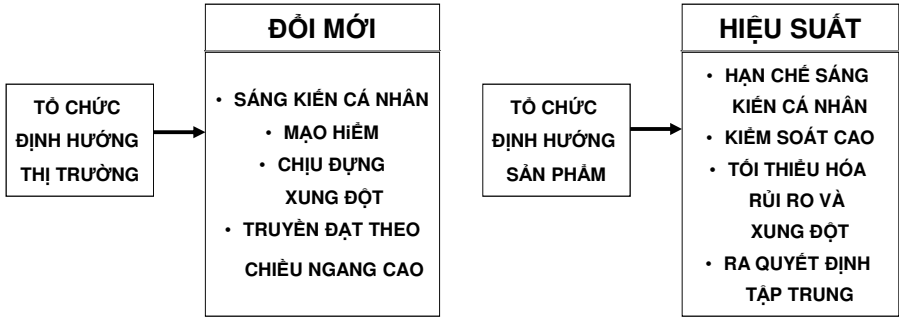 ĐỔI MỚI
TỔ CHỨC
ĐỊNH HƯỚNG
THỊ TRƯỜNG
• SÁNG KIẾN CÁ NHÂN
• MẠO HiỂM
• CHỊU ĐỰNG
XUNG ĐỘT
• TRUYỀN ĐẠT THEO
CHIỀU NGANG CAO
HIỆU SUẤT
TỔ CHỨC
ĐỊNH HƯỚNG
SẢN PHẨM
• HẠN CHẾ SÁNG
KIẾN CÁ NHÂN
• KIỂM SOÁT CAO
• TỐI THIỂU HÓA
RỦI RO VÀ
XUNG ĐỘT
• RA QUYẾT ĐỊNH
TẬP TRUNG